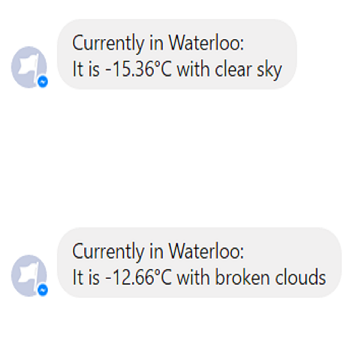 Currently in Waterloo:
It is -15.36°C with clear sky
Currently in Waterloo:
It is -12.66°C with broken clouds